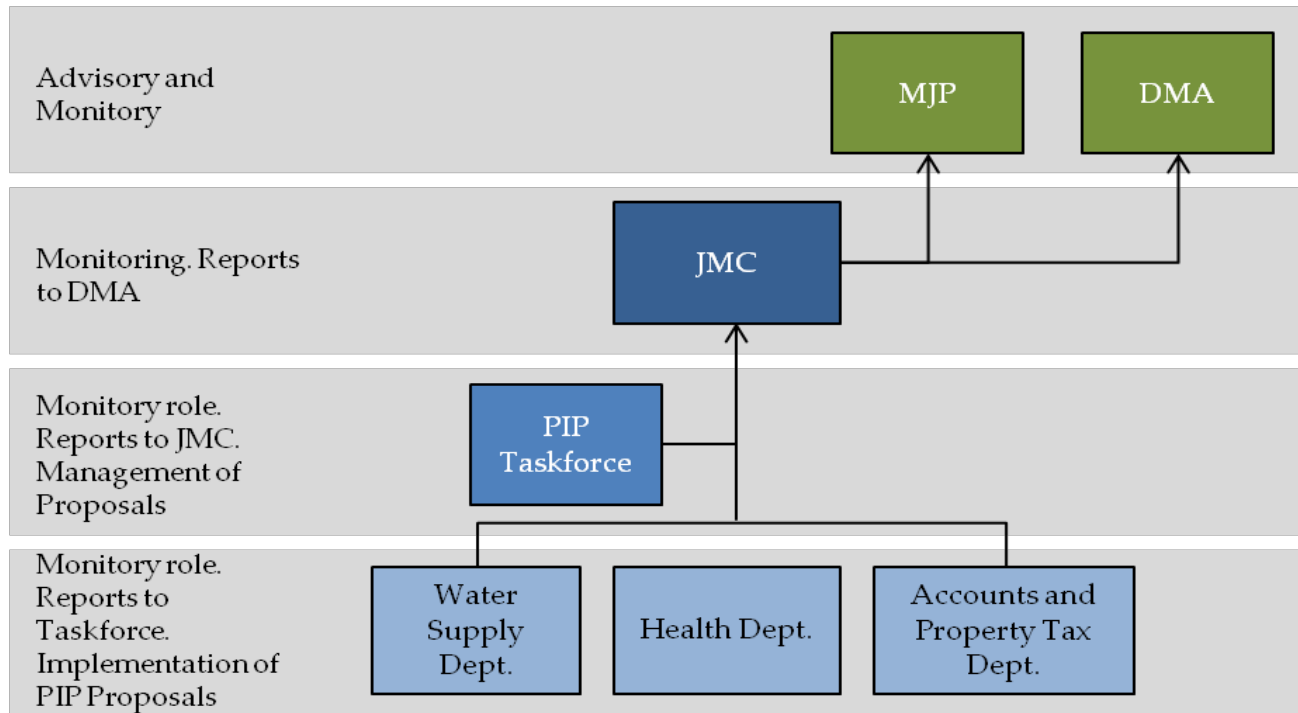 Advisory and
Monitory
MJP
DMA
Monitoring. Reports
to DMA
JMC
Monitory role.
Reports to JMC.
Management of
Proposals
PIP
Taskforce
Monitory role.
Reports to
Taskforce.
Implementation of
PIP Proposals
Water
Supply
Dept.
Health Dept.
Accounts and
Property Tax
Dept.